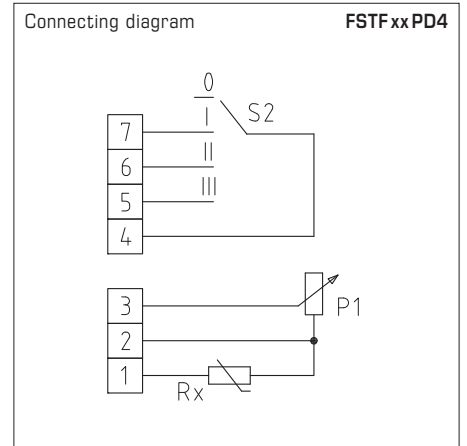 Connecting diagram FSTF xx PD4
0
I S2
7
II
6
III
5
4
3 P1
2
1
Rx